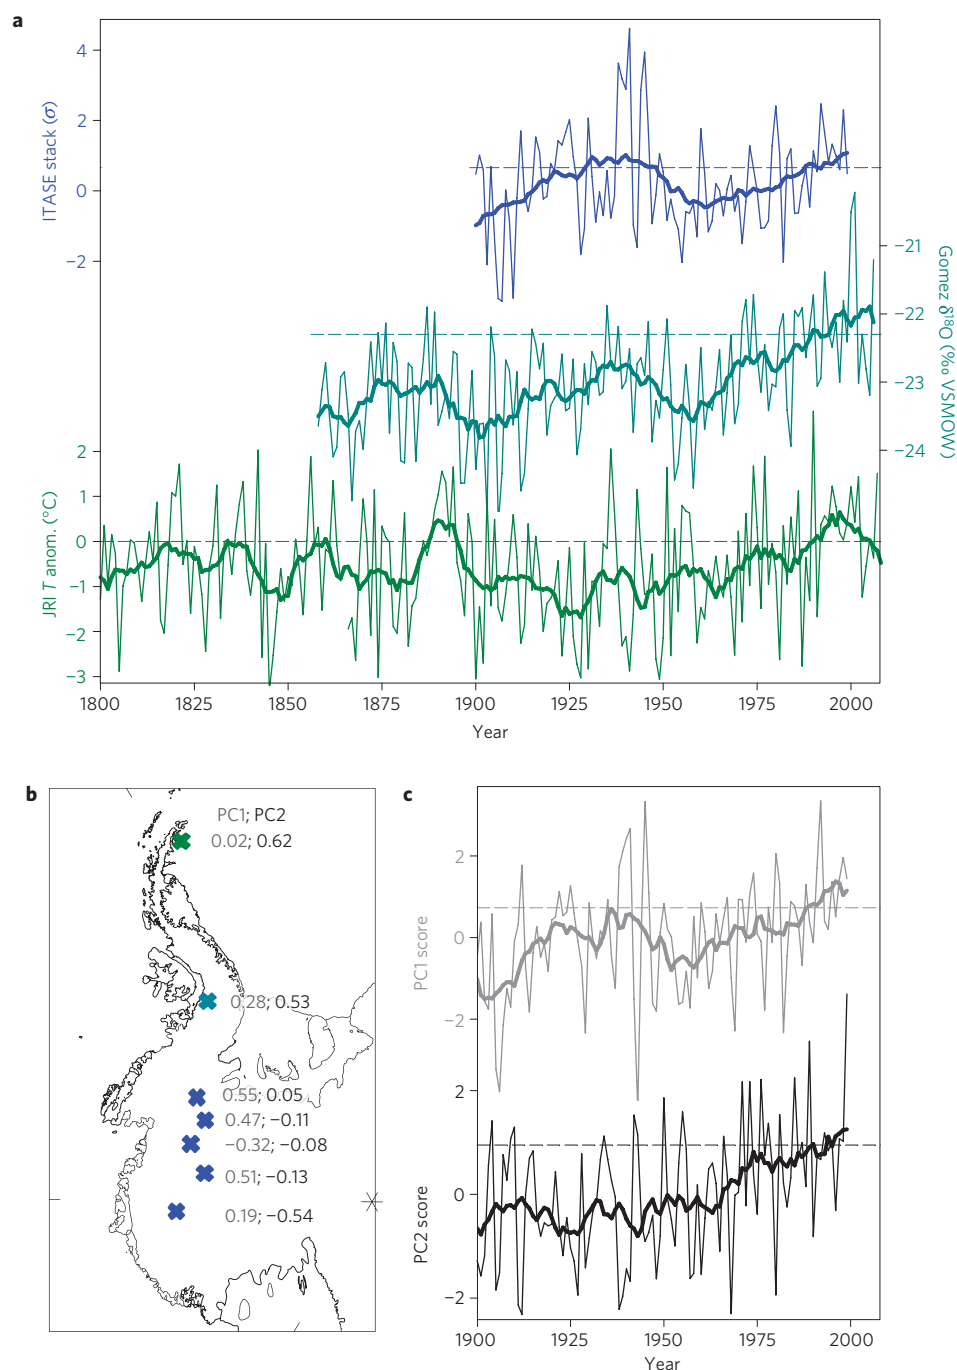 a
ITASE stack (σ)
4
2
0
−2
Gomez δ¹⁸O (‰ VSMOW)
−21
−22
−23
−24
JRI T anom. (°C)
2
1
0
−1
−2
−3
1800 1825 1850 1875 1900 1925 1950 1975 2000
Year
b
PC1; PC2
0.02; 0.62
0.28; 0.53
0.55; 0.05
0.47; −0.11
−0.32; −0.08
0.51; −0.13
0.19; −0.54
c
PC1 score
2
0
−2
PC2 score
2
0
−2
1900 1925 1950 1975 2000
Year